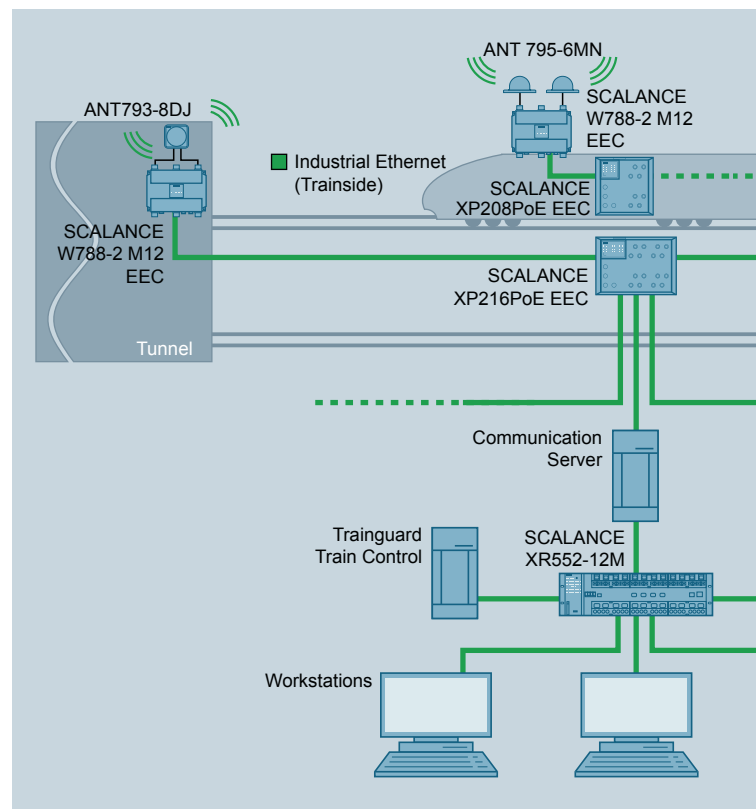 ANT 795-6MN
SCALANCE
W788-2 M12
EEC
ANT793-8DJ
Industrial Ethernet
(Trainside)
SCALANCE
XP208PoE EEC
SCALANCE
W788-2 M12
EEC
SCALANCE
XP216PoE EEC
Tunnel
Communication
Server
Trainguard
Train Control
SCALANCE
XR552-12M
Workstations